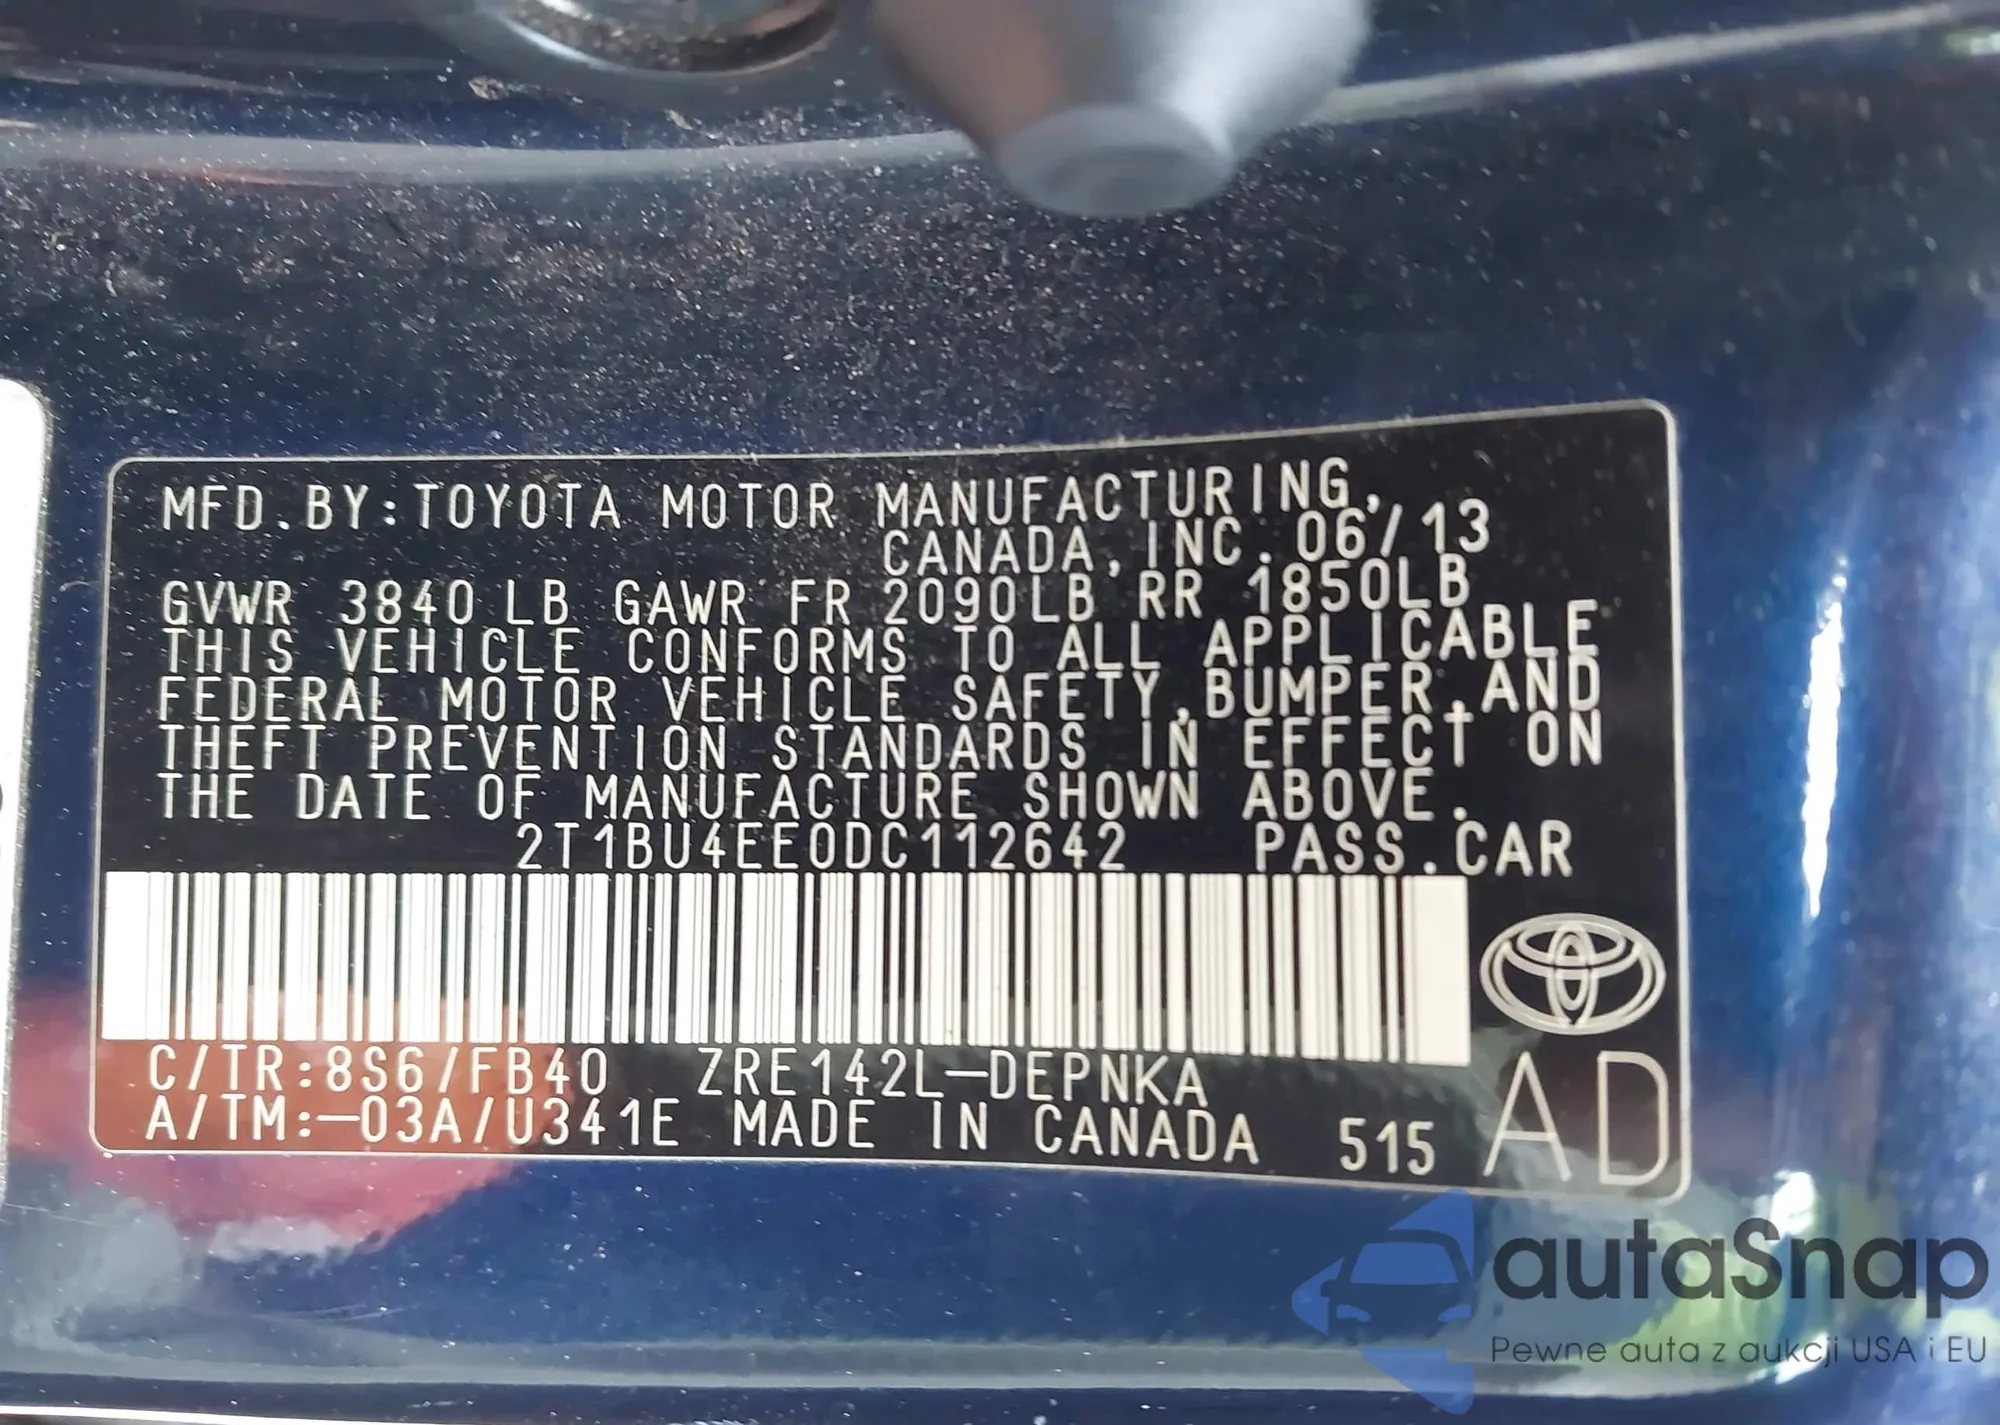 MFD.BY:TOYOTA MOTOR MANUFACTURING,
CANADA,INC. 06/13
GVWR 3840LB GAWR FR 2090LB RR 1850LB
THIS VEHICLE CONFORMS TO ALL APPLICABLE
FEDERAL MOTOR VEHICLE SAFETY,BUMPER,AND
THEFT PREVENTION STANDARDS IN EFFECT ON
THE DATE OF MANUFACTURE SHOWN ABOVE.
2T1BU4EE0DC112642 PASS.CAR
C/TR:8S6/FB40 ZRE142L-DEPNKA
A/TM:-03A/U341E MADE IN CANADA 515 AD
autaSnap
Pewne auta z aukcji USA i EU